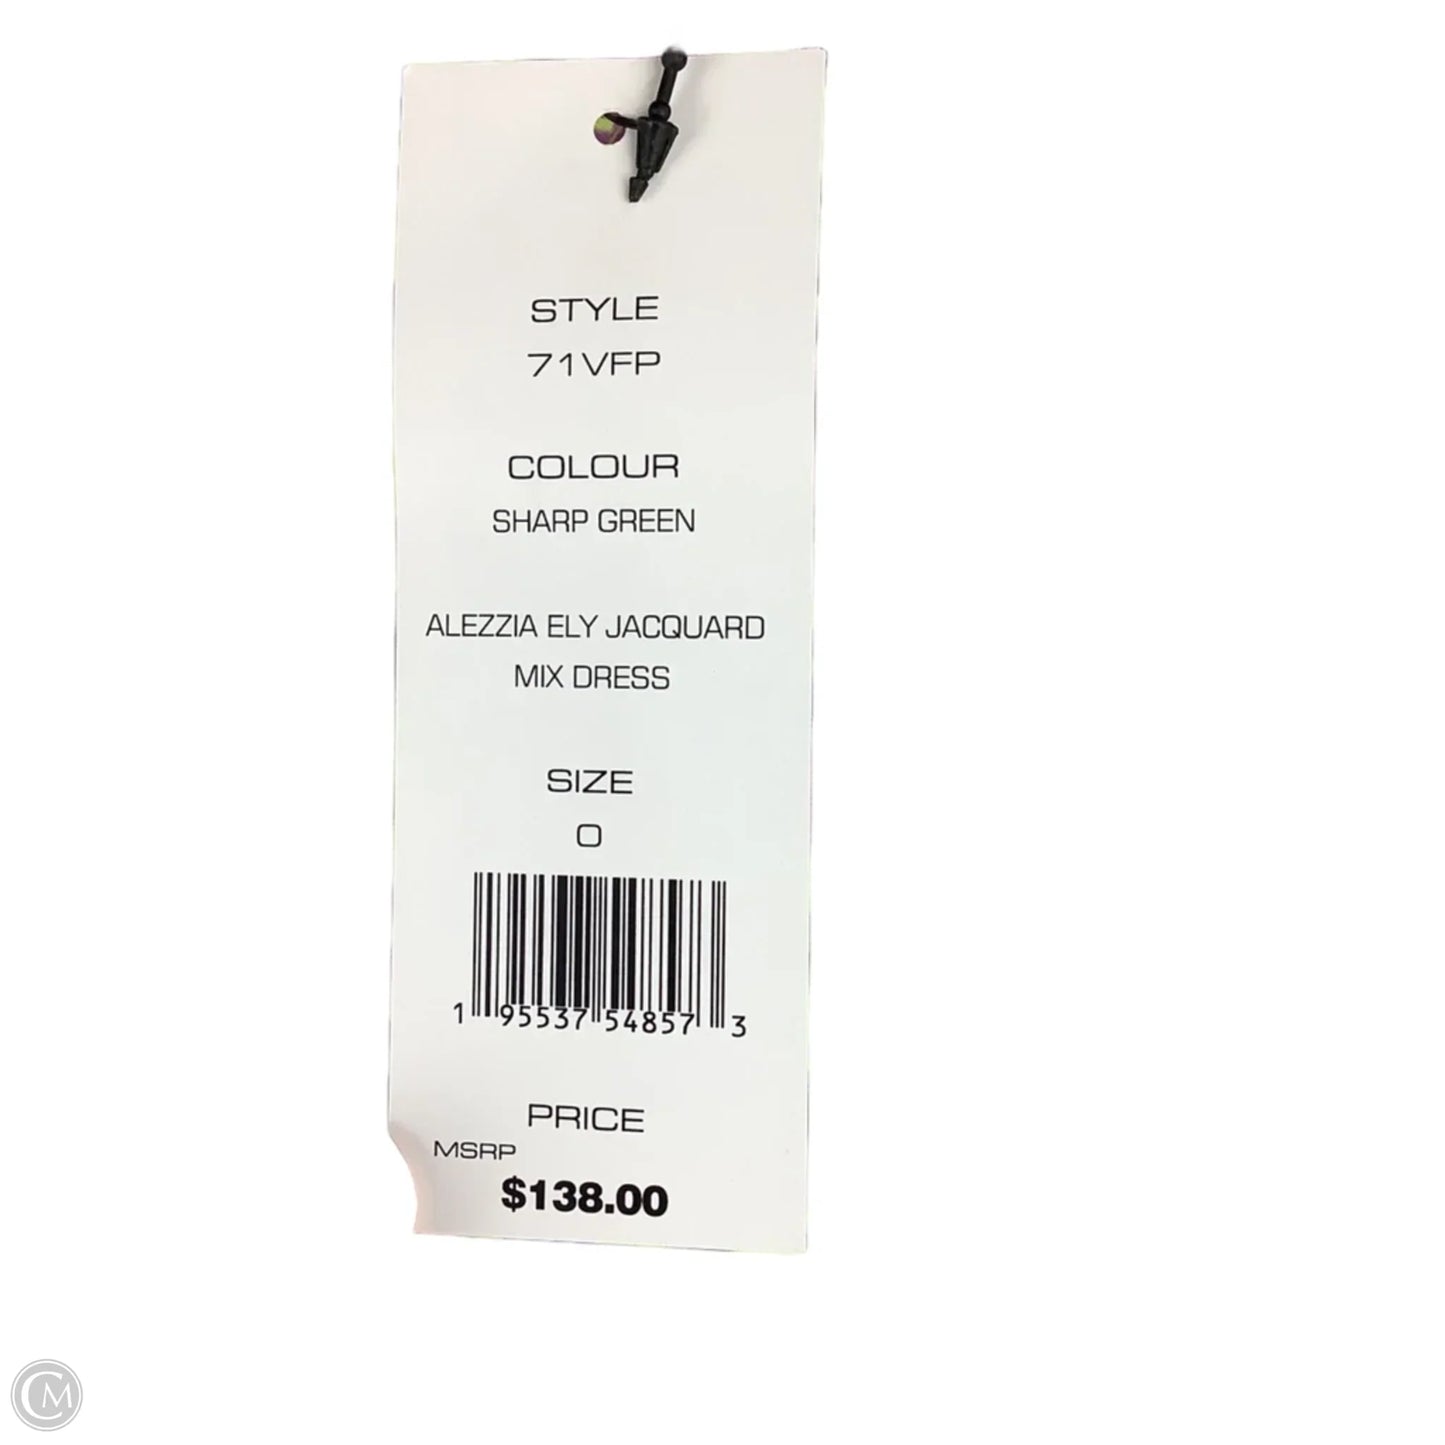 STYLE
71VFP
COLOUR
SHARP GREEN
ALEZZIA ELY JACQUARD
MIX DRESS
SIZE
0
1 95537 54857 3
PRICE
MSRP
$138.00
CM